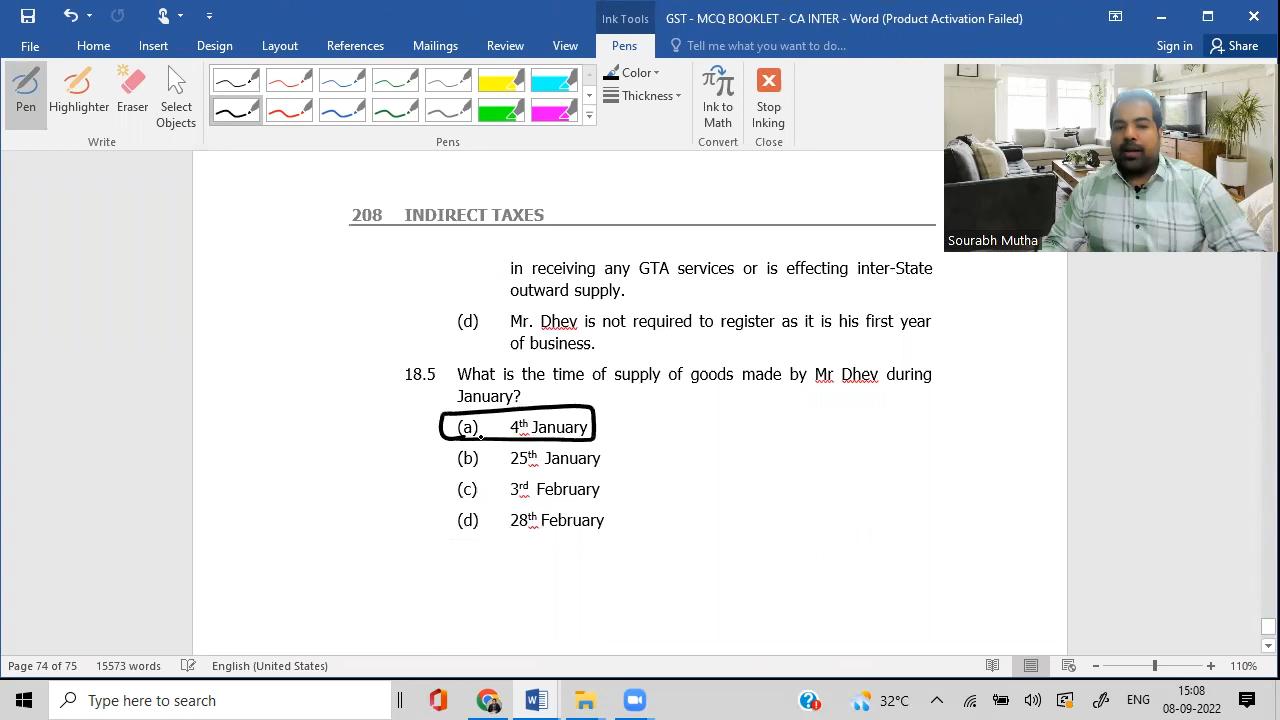 GST - MCQ BOOKLET - CA INTER - Word (Product Activation Failed)
Ink Tools
File Home Insert Design Layout References Mailings Review View Pens Tell me what you want to do... Sign in Share
Pen Highlighter Eraser Select Objects
Write
Pens
Color
Thickness
Ink to Math
Convert
Stop Inking
Close
Sourabh Mutha
208 INDIRECT TAXES
in receiving any GTA services or is effecting inter-State
outward supply.
(d) Mr. Dhev is not required to register as it is his first year
of business.
18.5 What is the time of supply of goods made by Mr Dhev during
January?
(a) 4th January
(b) 25th January
(c) 3rd February
(d) 28th February
Page 74 of 75 15573 words English (United States) 110%
Type here to search 32°C ENG 15:08
08-09-2022